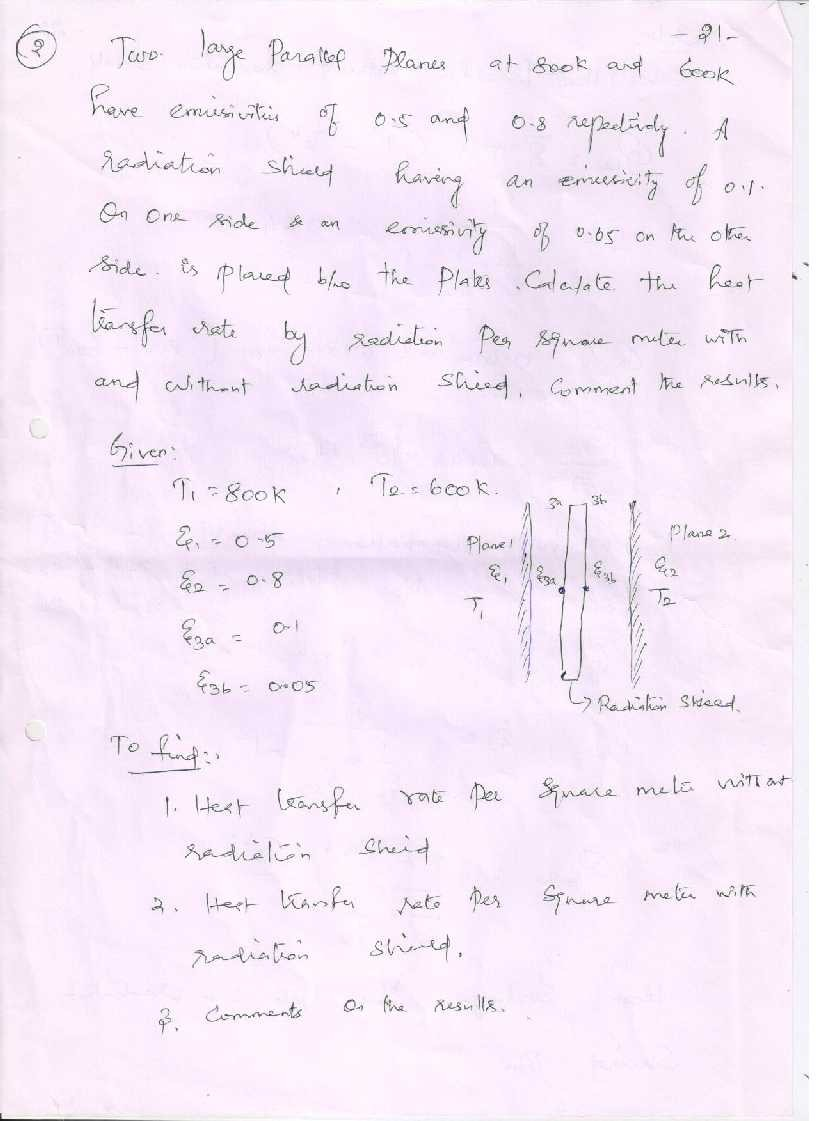 - 21 -
2
Two large Parallel Planes at 800k and 600k
have emissivities of 0.5 and 0.8 repectively. A
radiation shield having an emissivity of 0.1.
On One side & an emissivity of 0.05 on the other
side. is placed b/w the Plates. Calculate the heat
transfer rate by radiation Per square meter with
and without radiation Shied. Comment the results.
Given:
T1 = 800K , T2 = 600K.
ε1 = 0.5
ε2 = 0.8
ε3a = 0.1
ε3b = 0.05
3a 3b
Plane 1 Plane 2
ε1 ε3a ε3b ε2
T1 T2
Radiation Shieed.
To find:
1. Heat transfer rate Per Square meter without
radiation Sheid
2. Heat transfer rate Per Square meter with
radiation Shieed.
3. Comments On the results.